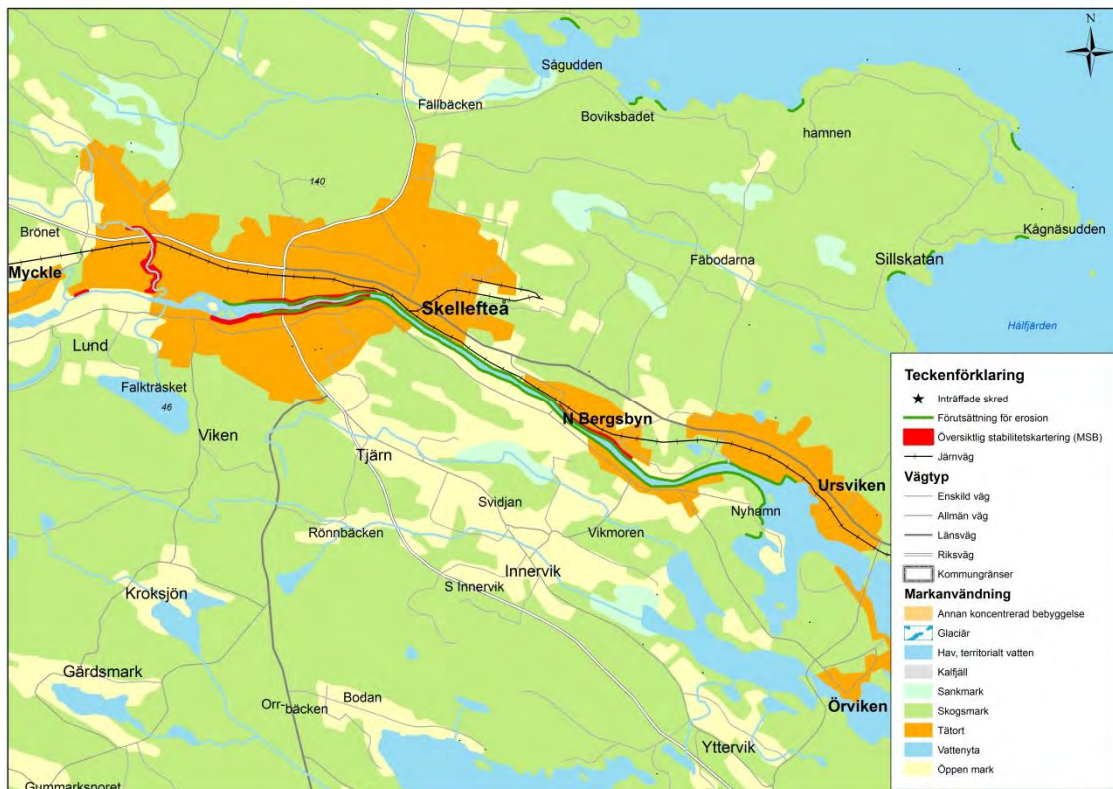 N
Sågudden
Fällbäcken
Boviksbadet
hamnen
140
Brönet
Kågnäsudden
Myckle
Fäbodarna
Sillskatan
Skellefteå
Hälfjärden
Lund
Falkträsket
46
N Bergsbyn
Viken
Tjärn
Ursviken
Svidjan
Nyhamn
Rönnbäcken
Vikmoren
Innervik
S Innervik
Kroksjön
Gärdsmark
Bodan
Orr-
bäcken
Örviken
Yttervik
Gummarksnoret
Teckenförklaring
Inträffade skred
Förutsättning för erosion
Översiktlig stabilitetskartering (MSB)
Järnväg
Vägtyp
Enskild väg
Allmän väg
Länsväg
Riksväg
Kommungränser
Markanvändning
Annan koncentrerad bebyggelse
Glaciär
Hav, territorialt vatten
Kalfjäll
Sankmark
Skogsmark
Tätort
Vattenyta
Öppen mark